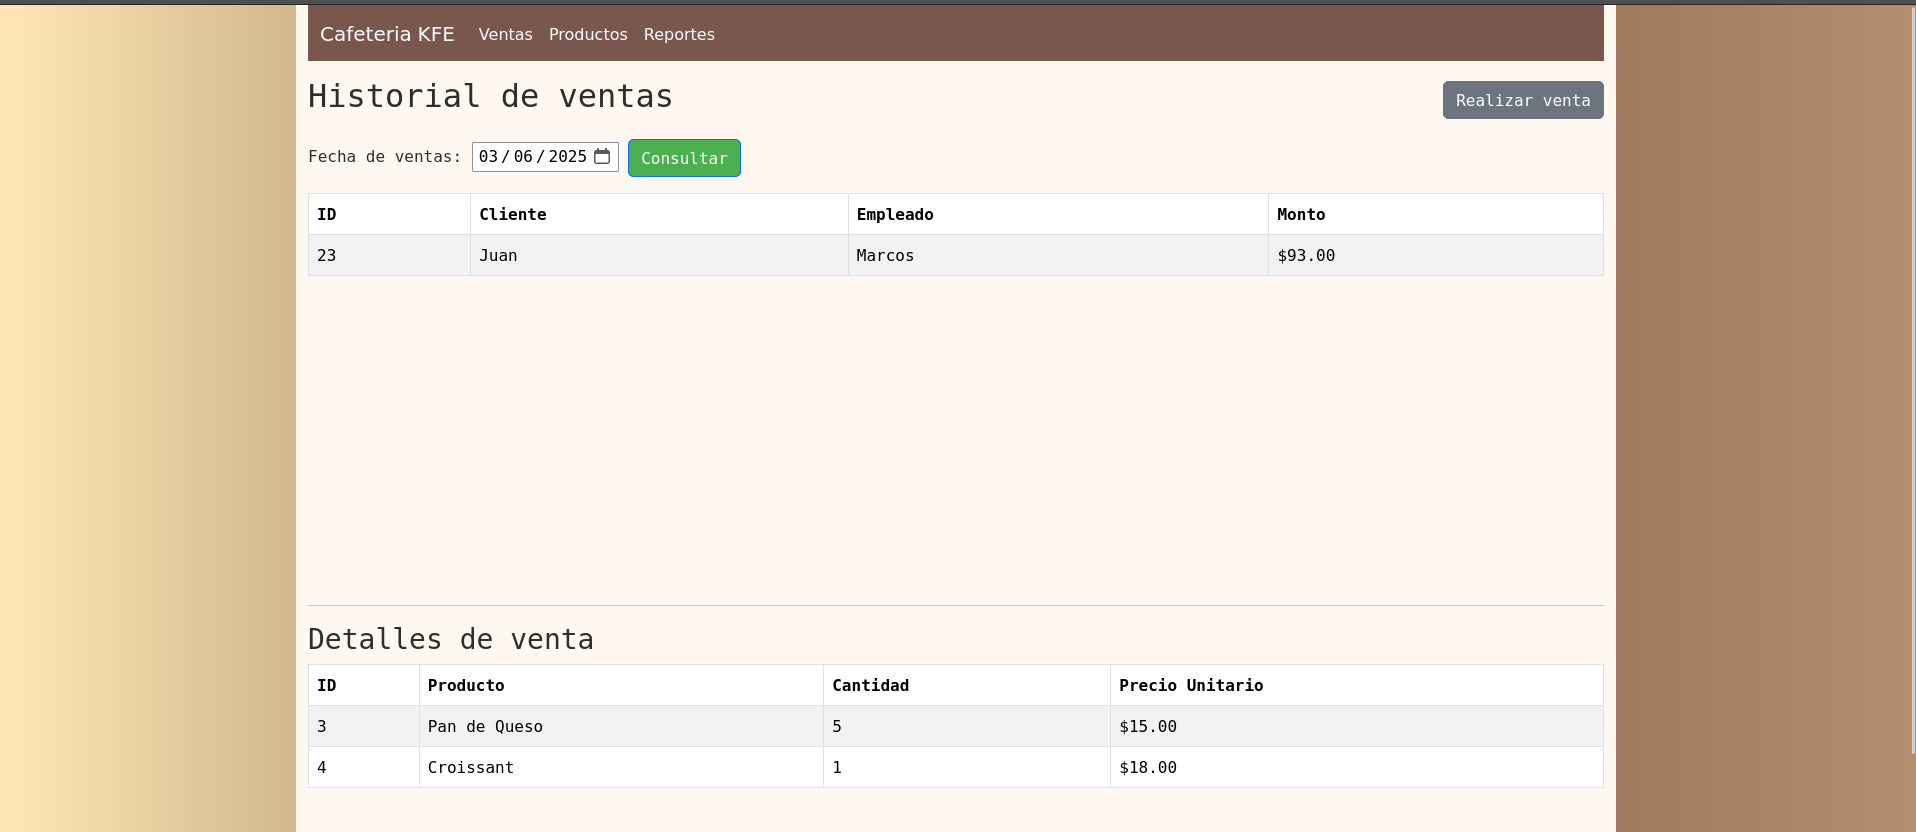 Cafeteria KFE Ventas Productos Reportes
Historial de ventas Realizar venta
Fecha de ventas: 03/06/2025 Consultar
ID Cliente Empleado Monto
23 Juan Marcos $93.00
Detalles de venta
ID Producto Cantidad Precio Unitario
3 Pan de Queso 5 $15.00
4 Croissant 1 $18.00